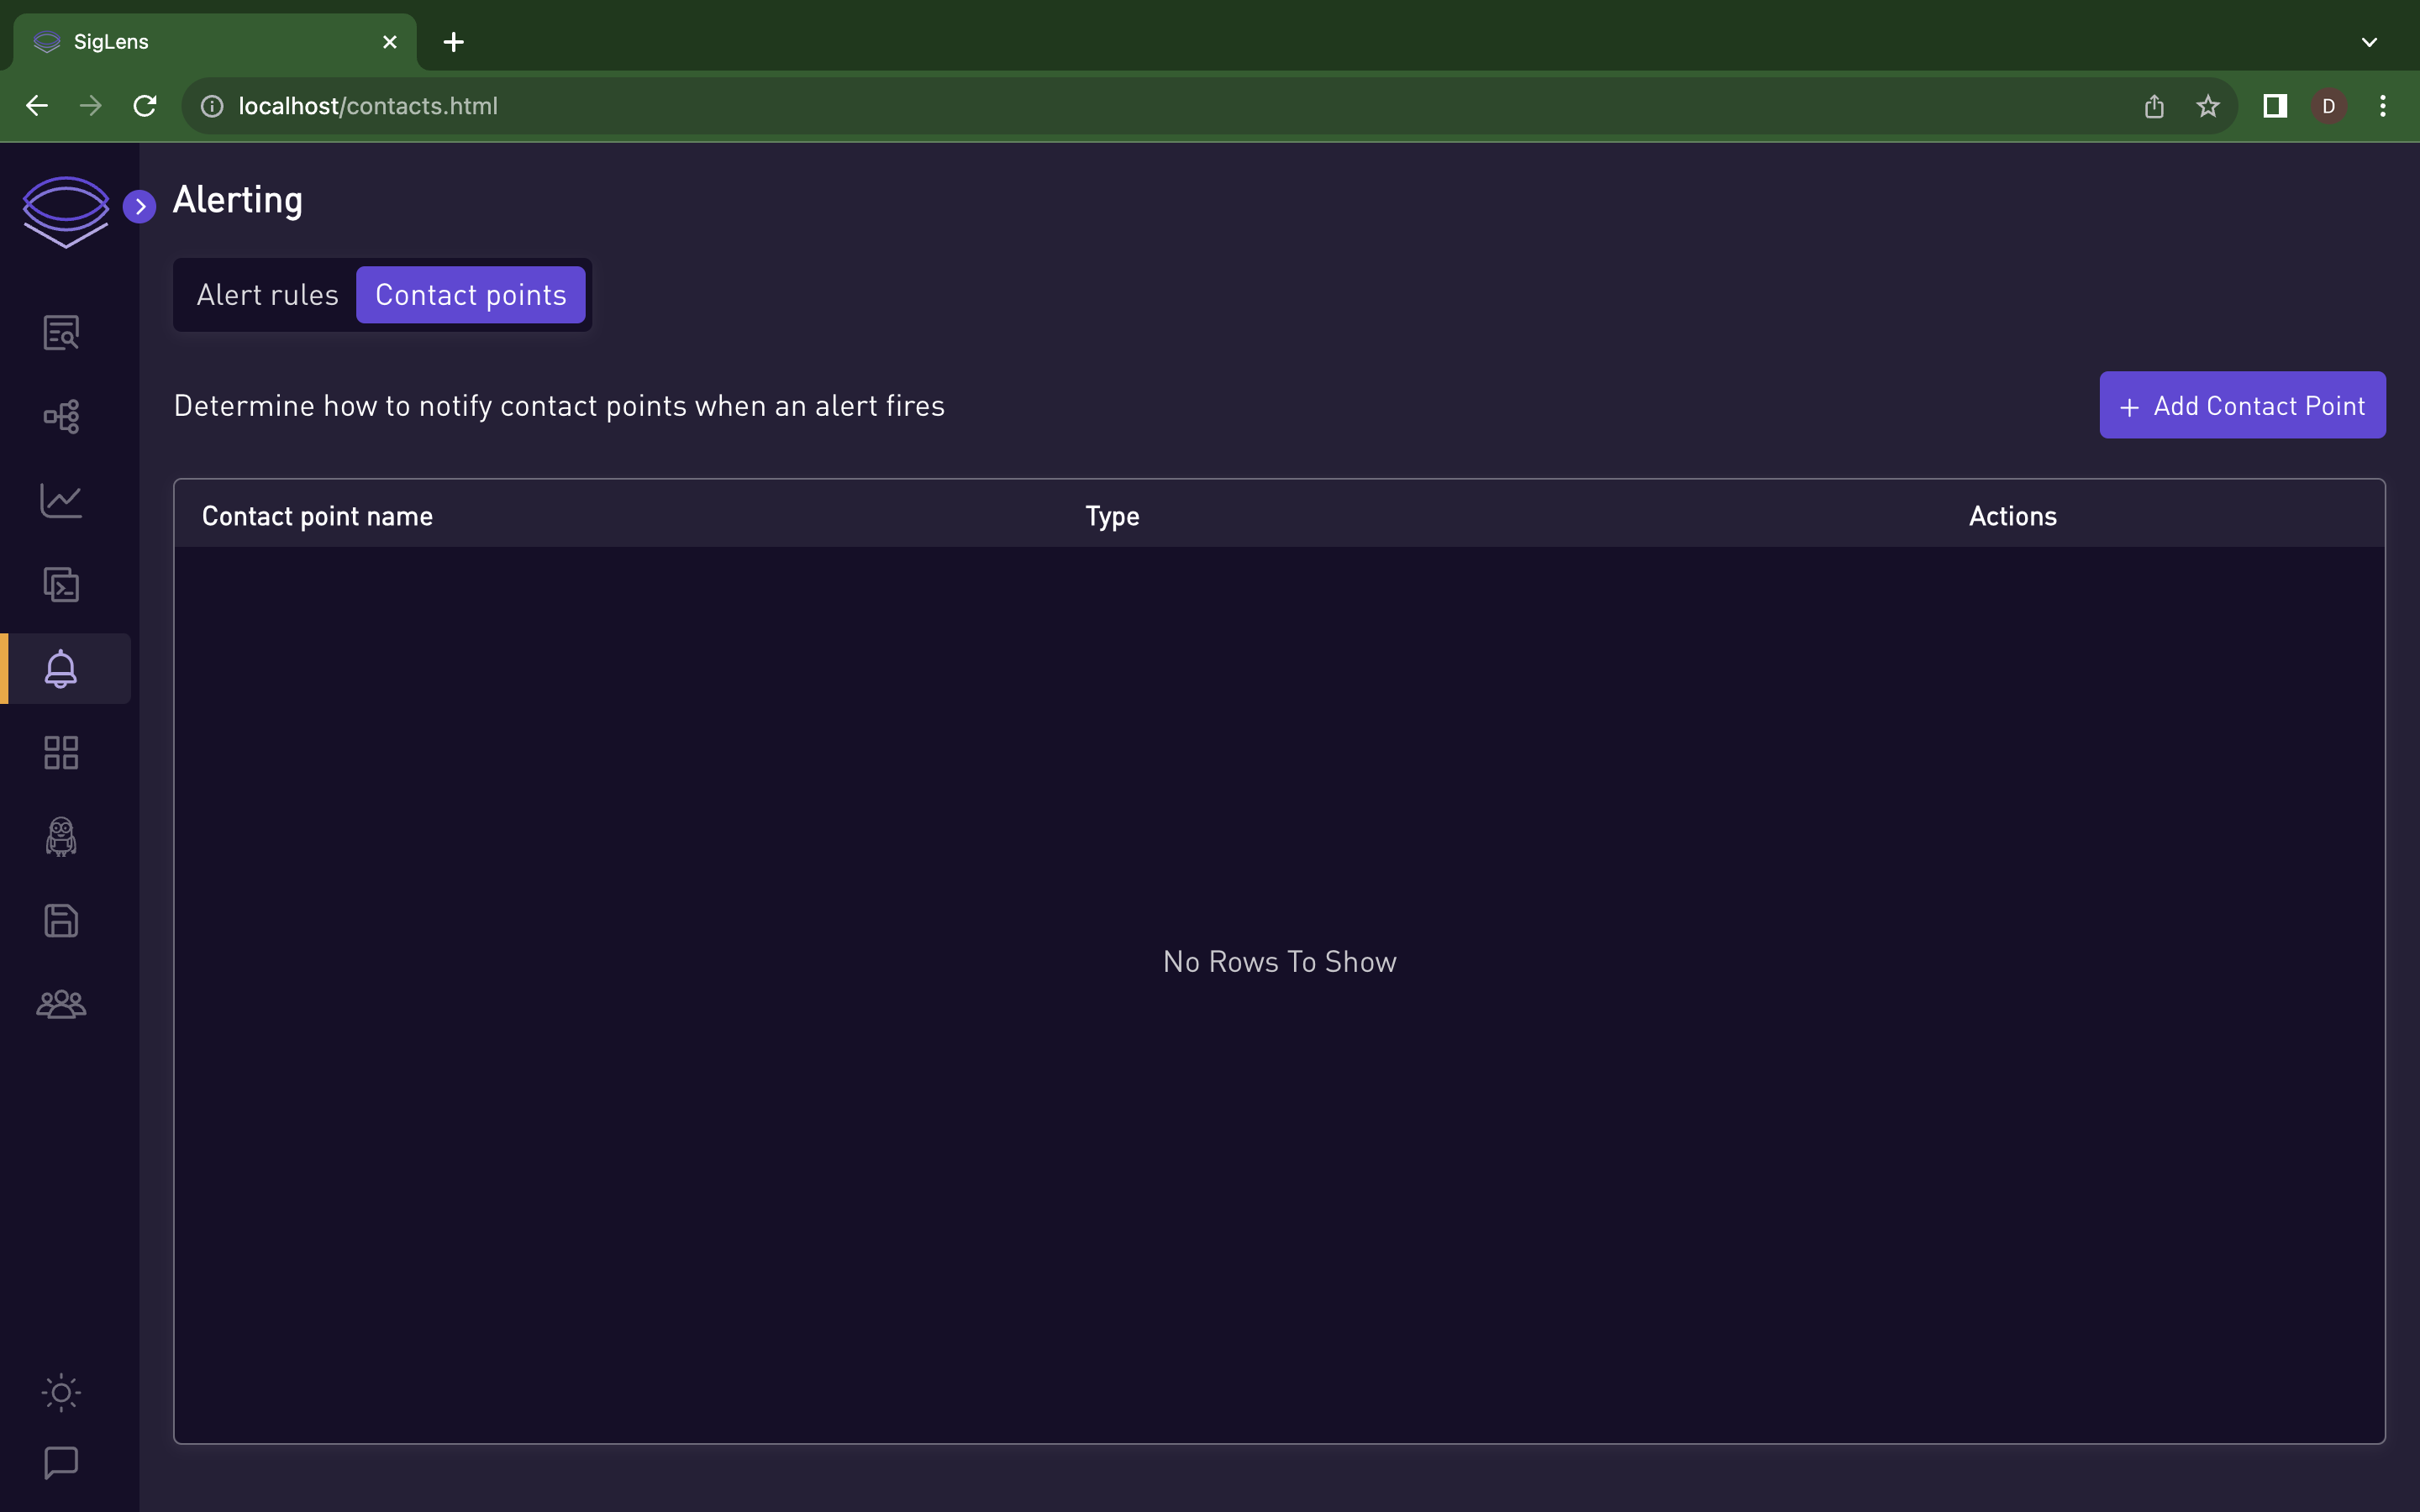 SigLens
localhost/contacts.html
D
Alerting
Alert rules
Contact points
Determine how to notify contact points when an alert fires
+ Add Contact Point
Contact point name Type Actions
No Rows To Show